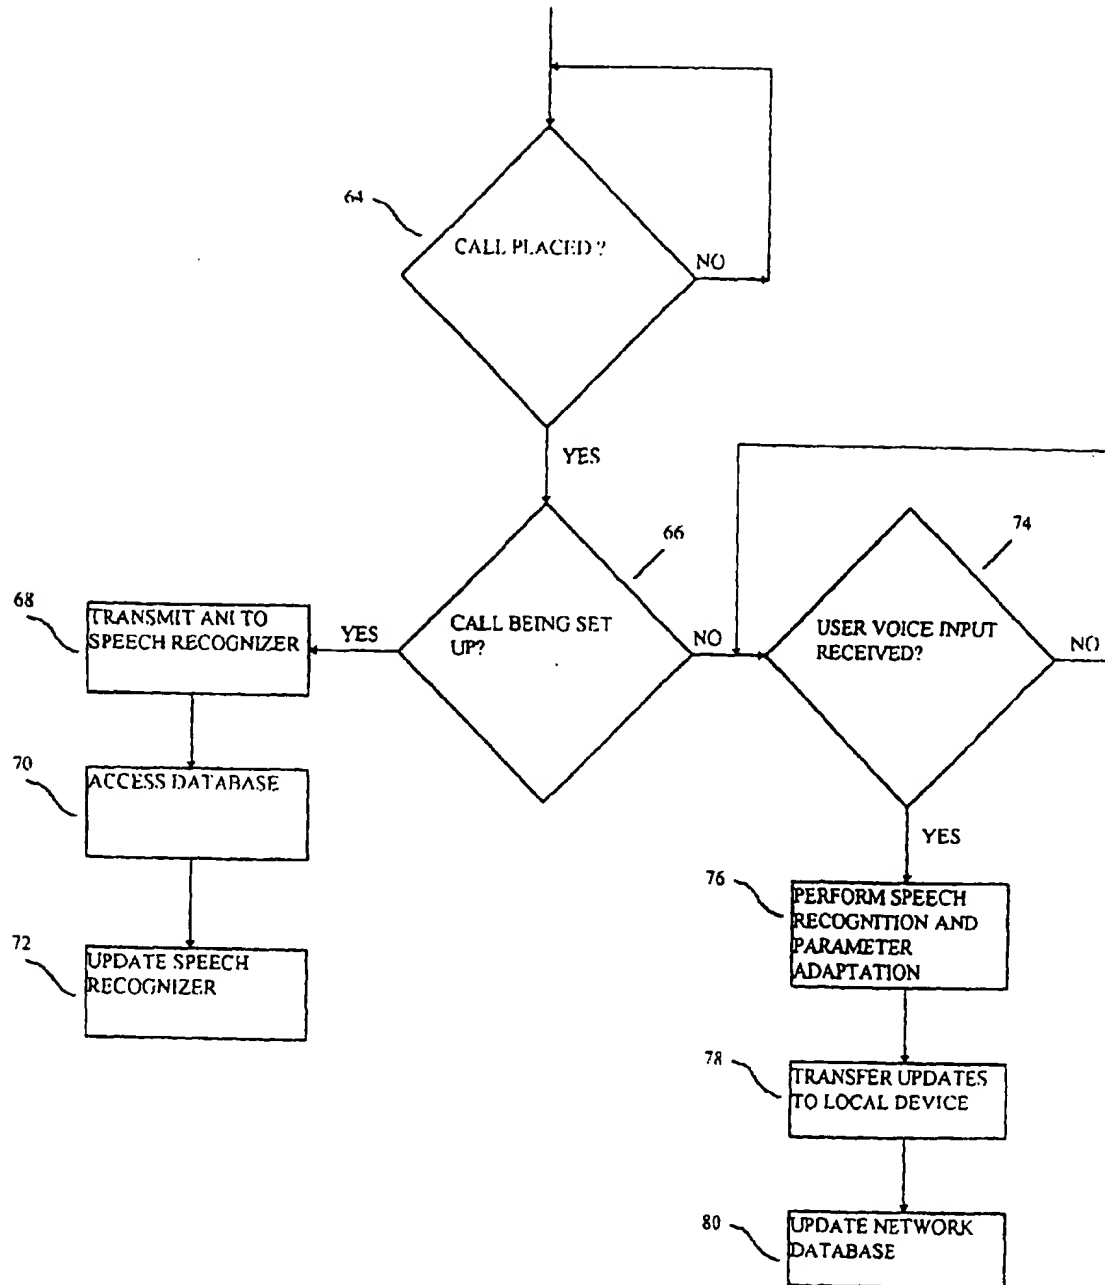 64
CALL PLACED ?
NO
YES
66
74
68
TRANSMIT ANI TO
SPEECH RECOGNIZER
YES
CALL BEING SET
UP?
NO
USER VOICE INPUT
RECEIVED?
NO
70
ACCESS DATABASE
YES
76
PERFORM SPEECH
RECOGNITION AND
PARAMETER
ADAPTATION
72
UPDATE SPEECH
RECOGNIZER
78
TRANSFER UPDATES
TO LOCAL DEVICE
80
UPDATE NETWORK
DATABASE